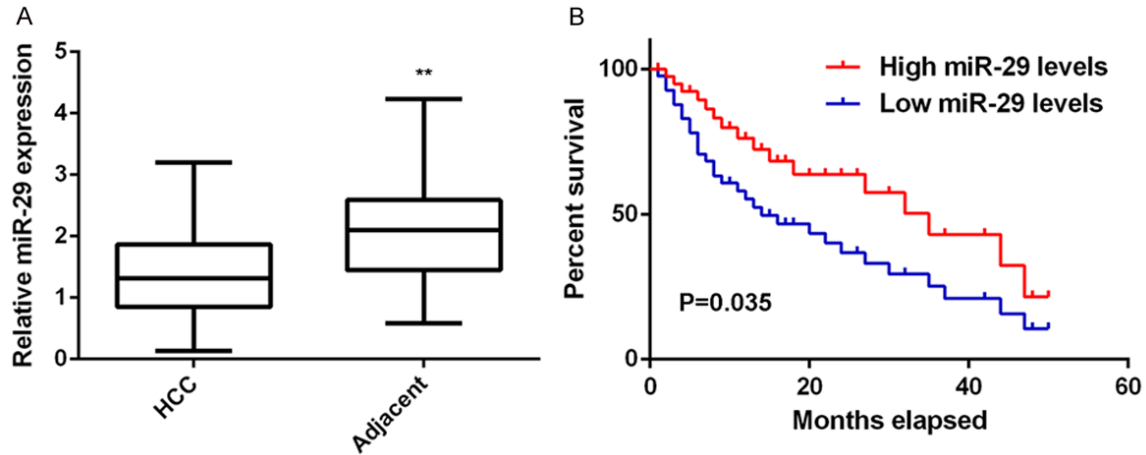 A
Relative miR-29 expression
5
4
3
2
1
0
**
HCC
Adjacent
B
Percent survival
100
50
0
High miR-29 levels
Low miR-29 levels
P=0.035
0
20
40
60
Months elapsed